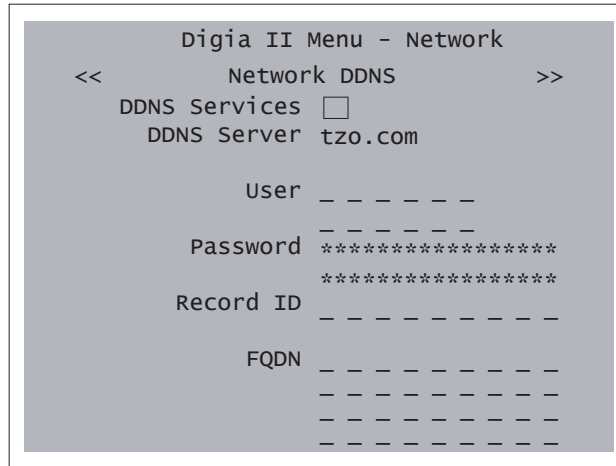 Digia II Menu - Network
<< Network DDNS >>
DDNS Services
DDNS Server tzo.com
User _ _ _ _ _ _
_ _ _ _ _ _
Password *****************
*****************
Record ID _ _ _ _ _ _ _ _ _
FQDN _ _ _ _ _ _ _ _ _
_ _ _ _ _ _ _ _ _
_ _ _ _ _ _ _ _ _
_ _ _ _ _ _ _ _ _